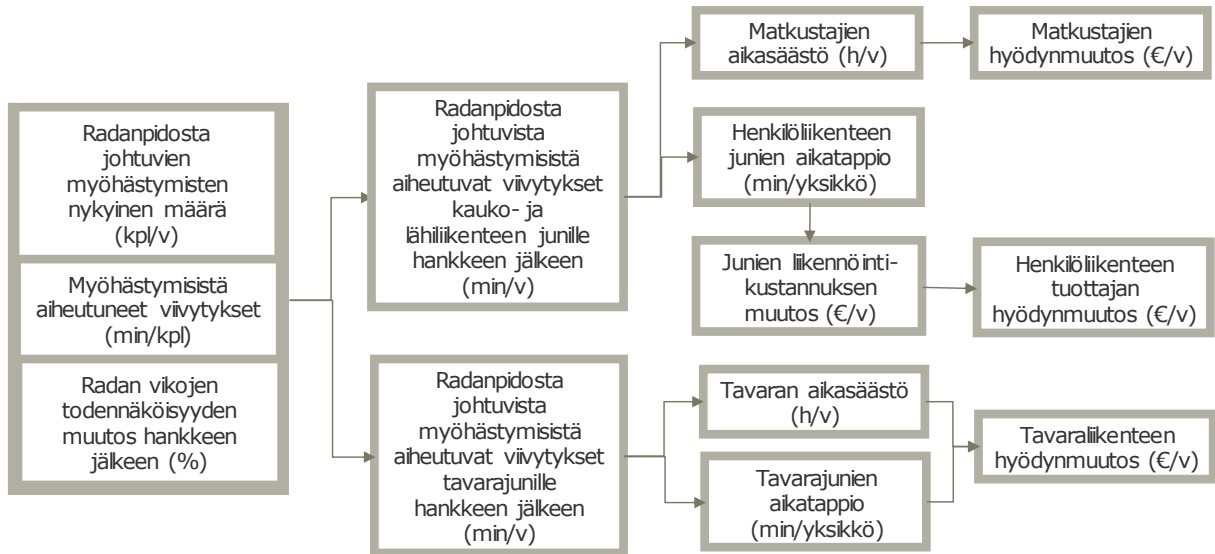 Radanpidosta
johtuvien
myöhästymisten
nykyinen määrä
(kpl/v)
Myöhästymisistä
aiheutuneet viivytykset
(min/kpl)
Radan vikojen
todennäköisyyden
muutos hankkeen
jälkeen (%)
Radanpidosta
johtuvista
myöhästymisistä
aiheutuvat viivytykset
kauko- ja
lähiliikenteen junille
hankkeen jälkeen
(min/v)
Radanpidosta
johtuvista
myöhästymisistä
aiheutuvat viivytykset
tavarajunille
hankkeen jälkeen
(min/v)
Matkustajien
aikasäästö (h/v)
Matkustajien
hyödynmuutos (€/v)
Henkilöliikenteen
junien aikatappio
(min/yksikkö)
Junien liikennöinti-
kustannuksen
muutos (€/v)
Henkilöliikenteen
tuottajan
hyödynmuutos (€/v)
Tavaran aikasäästö
(h/v)
Tavarajunien
aikatappio
(min/yksikkö)
Tavaraliikenteen
hyödynmuutos (€/v)